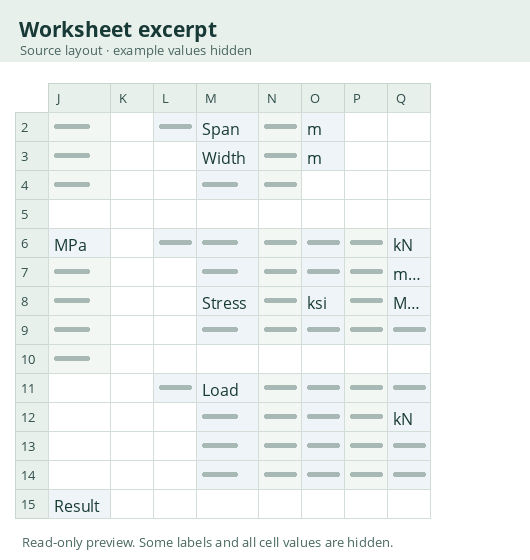 Worksheet excerpt
Source layout · example values hidden
J K L M N O P Q
2 Span m
3 Width m
4
5
6 MPa kN
7 m...
8 Stress ksi M...
9
10
11 Load
12 kN
13
14
15 Result
Read-only preview. Some labels and all cell values are hidden.